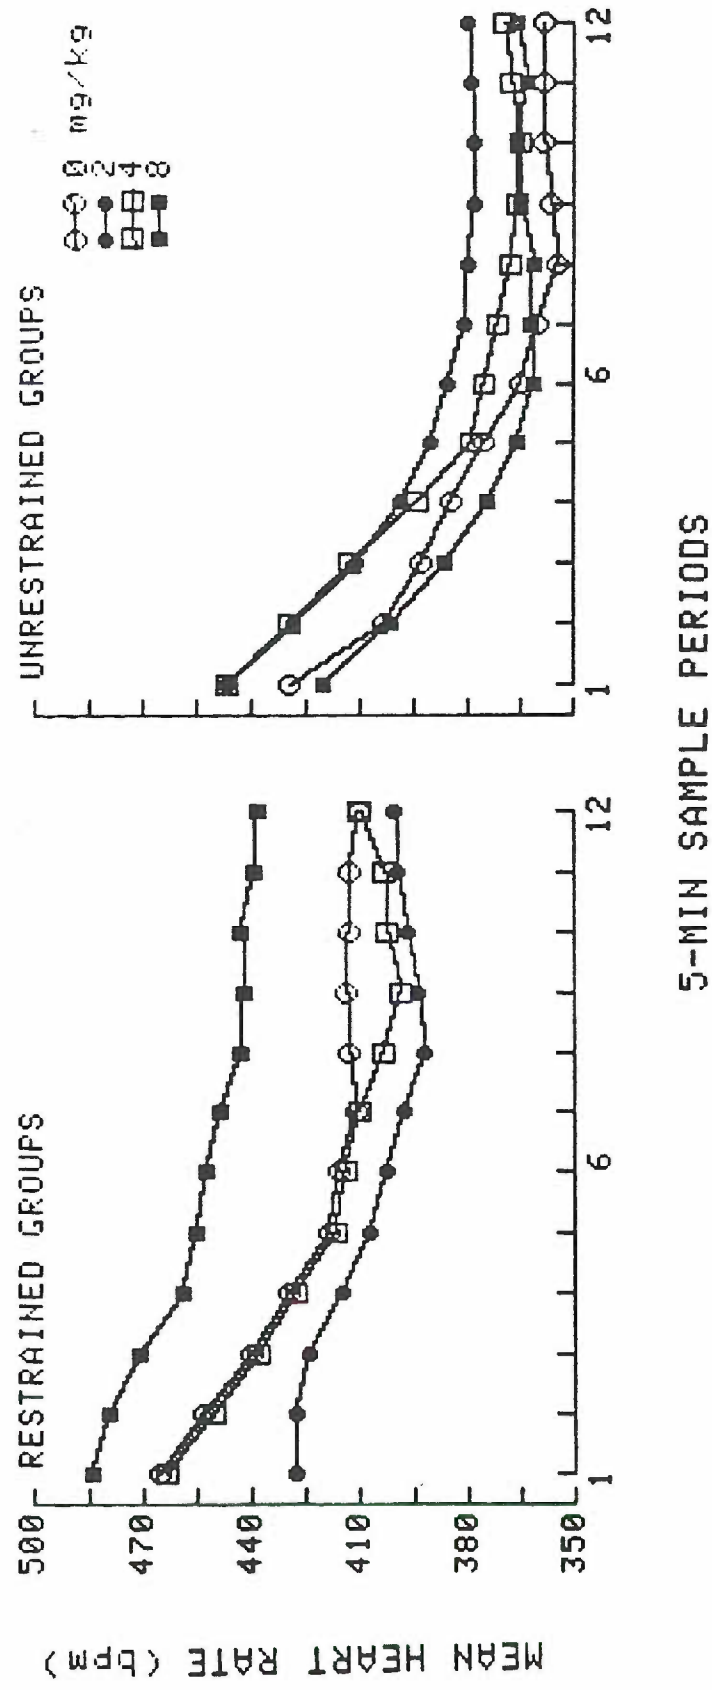 RESTRAINED GROUPS
UNRESTRAINED GROUPS
0 mg/kg
2
4
8
MEAN HEART RATE (bpm)
500
470
440
410
380
350
1 6 12
1 6 12
5-MIN SAMPLE PERIODS